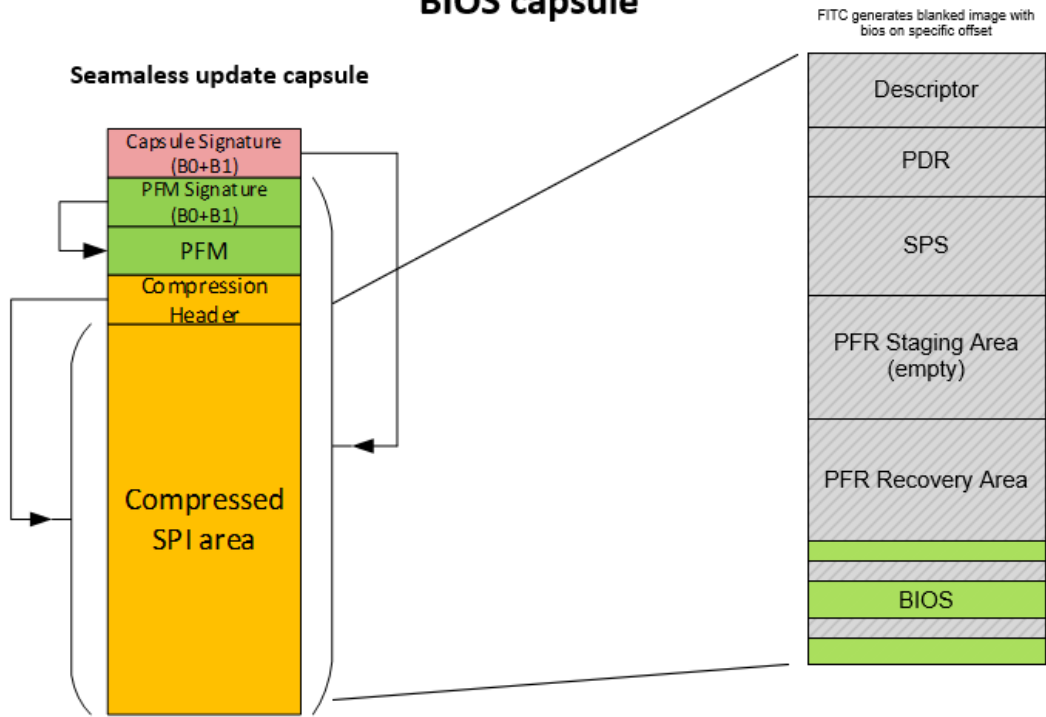 BIOS capsule
FITC generates blanked image with
bios on specific offset
Seamaless update capsule
Capsule Signature
(B0+B1)
PFM Signature
(B0+B1)
PFM
Compression
Header
Compressed
SPI area
Descriptor
PDR
SPS
PFR Staging Area
(empty)
PFR Recovery Area
BIOS